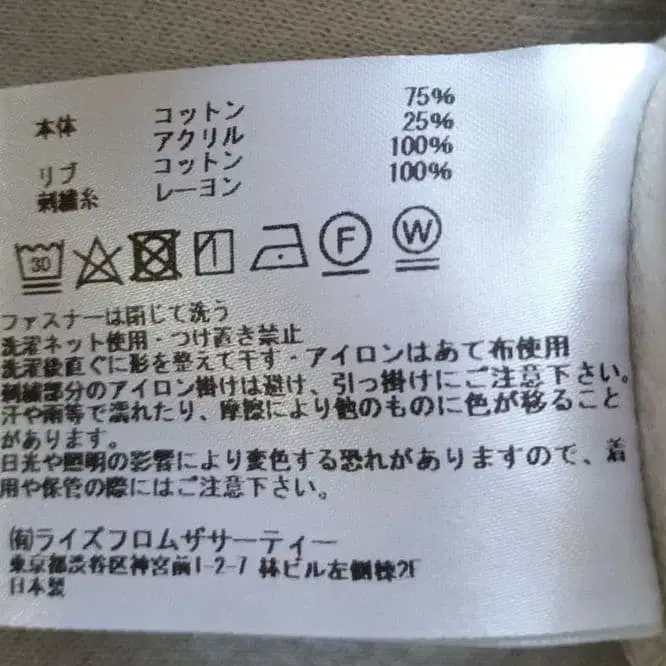 本体 コットン 75%
アクリル 25%
リブ コットン 100%
刺繍糸 レーヨン 100%
30 F W
ファスナーは閉じて洗う
洗濯ネット使用・つけ置き禁止
洗濯後直ぐに形を整えて干す・アイロンはあて布使用
刺繍部分のアイロン掛けは避け、引っ掛けにご注意下さい。
汗や雨等で濡れたり、摩擦により他のものに色が移ること
があります。
日光や照明の影響により変色する恐れがありますので、着
用や保管の際にはご注意下さい。
㈲ライズフロムザサーティー
東京都渋谷区神宮前1-2-7 林ビル左側棟2F
日本製